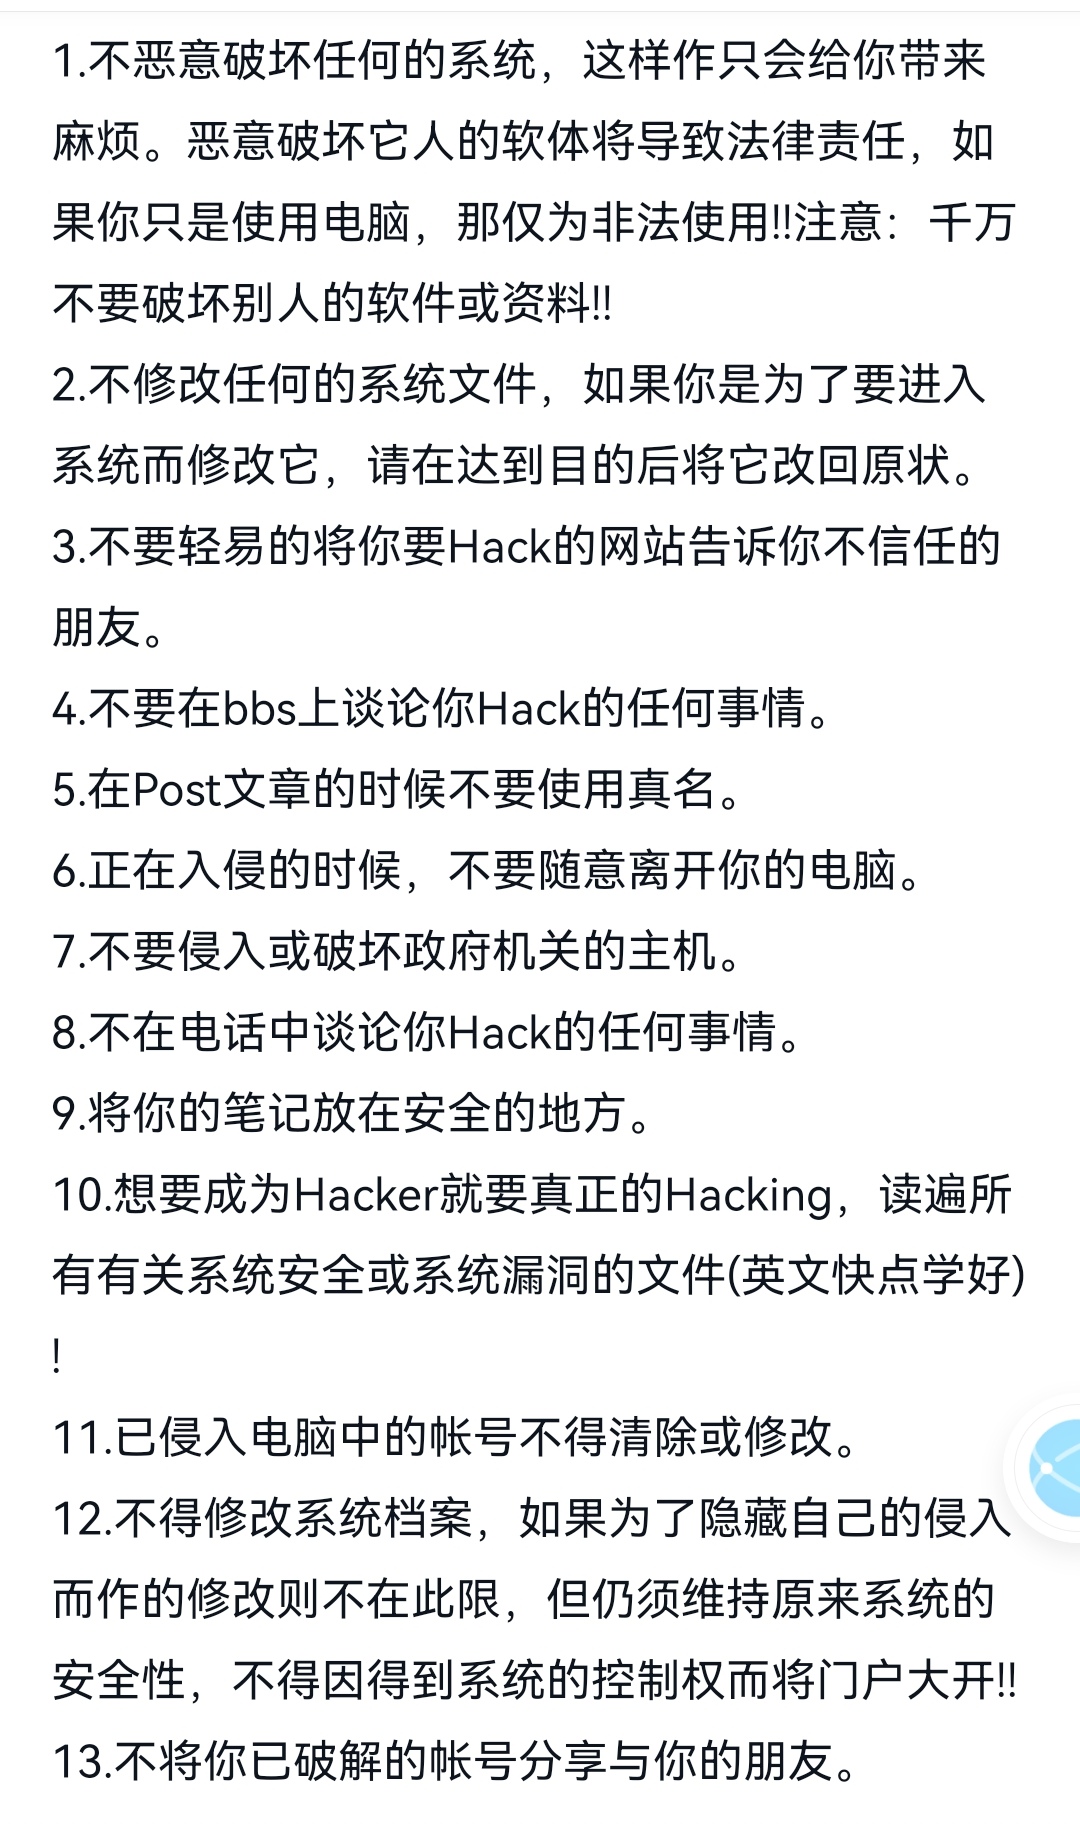 1.不恶意破坏任何的系统，这样作只会给你带来
麻烦。恶意破坏它人的软体将导致法律责任，如
果你只是使用电脑，那仅为非法使用!!注意：千万
不要破坏别人的软件或资料!!
2.不修改任何的系统文件，如果你是为了要进入
系统而修改它，请在达到目的后将它改回原状。
3.不要轻易的将你要Hack的网站告诉你不信任的
朋友。
4.不要在bbs上谈论你Hack的任何事情。
5.在Post文章的时候不要使用真名。
6.正在入侵的时候，不要随意离开你的电脑。
7.不要侵入或破坏政府机关的主机。
8.不在电话中谈论你Hack的任何事情。
9.将你的笔记放在安全的地方。
10.想要成为Hacker就要真正的Hacking，读遍所
有有关系统安全或系统漏洞的文件(英文快点学好)
!
11.已侵入电脑中的帐号不得清除或修改。
12.不得修改系统档案，如果为了隐藏自己的侵入
而作的修改则不在此限，但仍须维持原来系统的
安全性，不得因得到系统的控制权而将门户大开!!
13.不将你已破解的帐号分享与你的朋友。